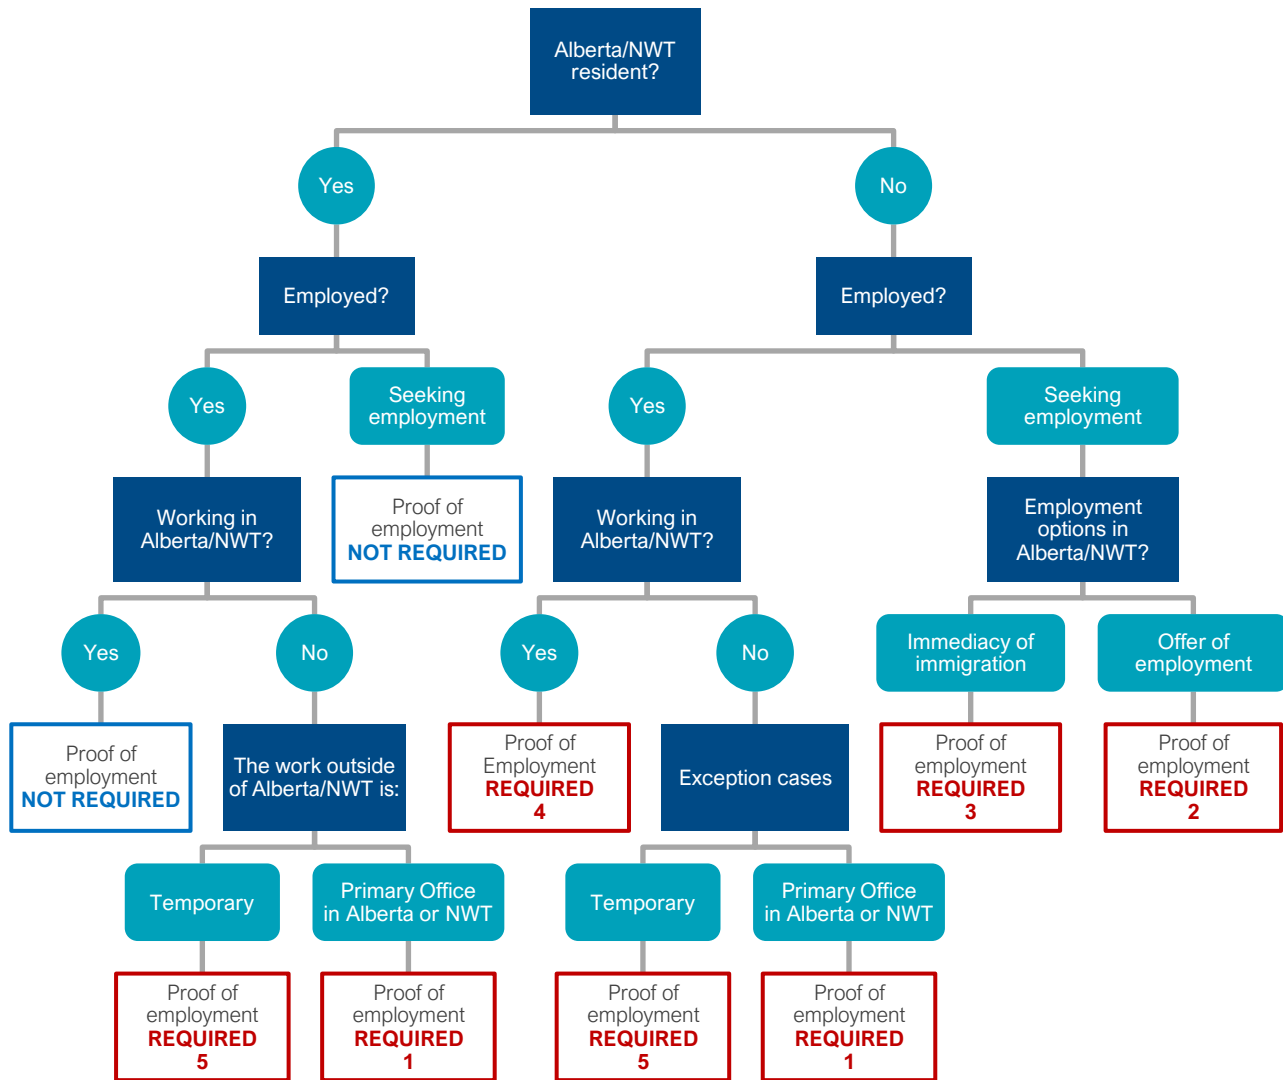 Alberta/NWT
resident?
Yes
No
Employed?
Employed?
Yes
Seeking
employment
Yes
Seeking
employment
Working in
Alberta/NWT?
Proof of
employment
NOT REQUIRED
Working in
Alberta/NWT?
Employment
options in
Alberta/NWT?
Yes
No
Yes
No
Immediacy of
immigration
Offer of
employment
Proof of
employment
NOT REQUIRED
The work outside
of Alberta/NWT is:
Proof of
Employment
REQUIRED
4
Exception cases
Proof of
employment
REQUIRED
3
Proof of
employment
REQUIRED
2
Temporary
Primary Office
in Alberta or NWT
Temporary
Primary Office
in Alberta or NWT
Proof of
employment
REQUIRED
5
Proof of
employment
REQUIRED
1
Proof of
employment
REQUIRED
5
Proof of
employment
REQUIRED
1